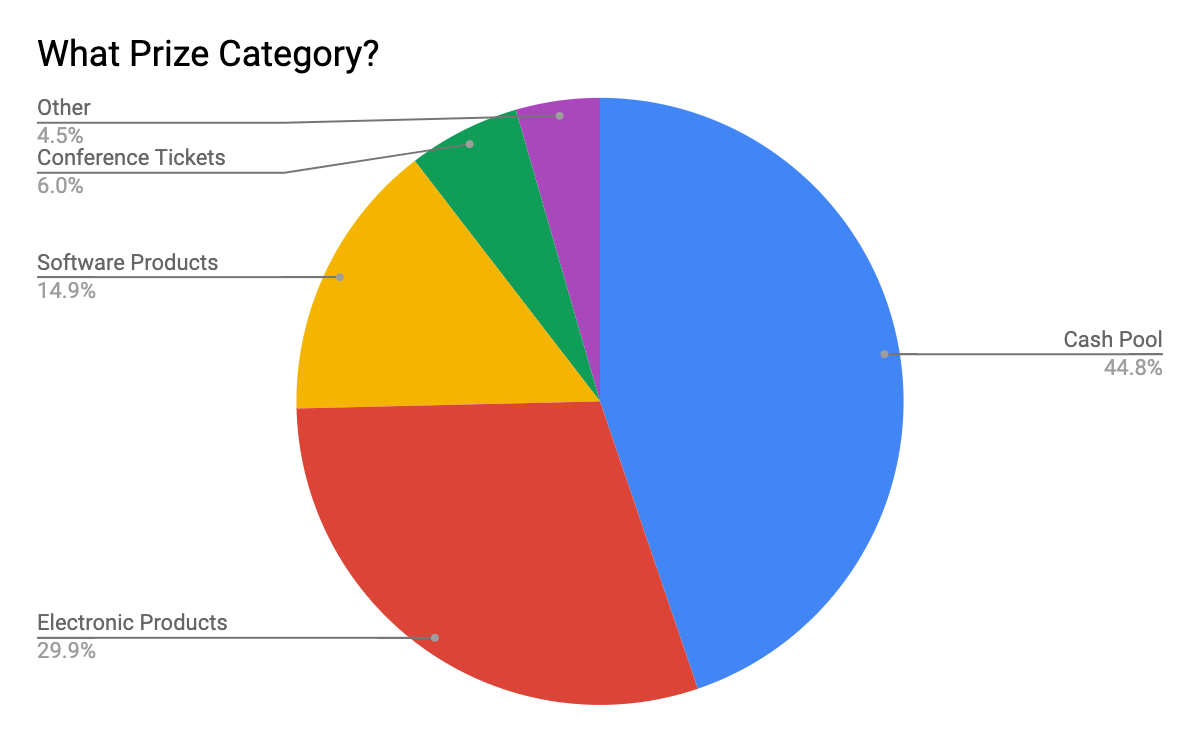 What Prize Category?
Other
4.5%
Conference Tickets
6.0%
Software Products
14.9%
Cash Pool
44.8%
Electronic Products
29.9%